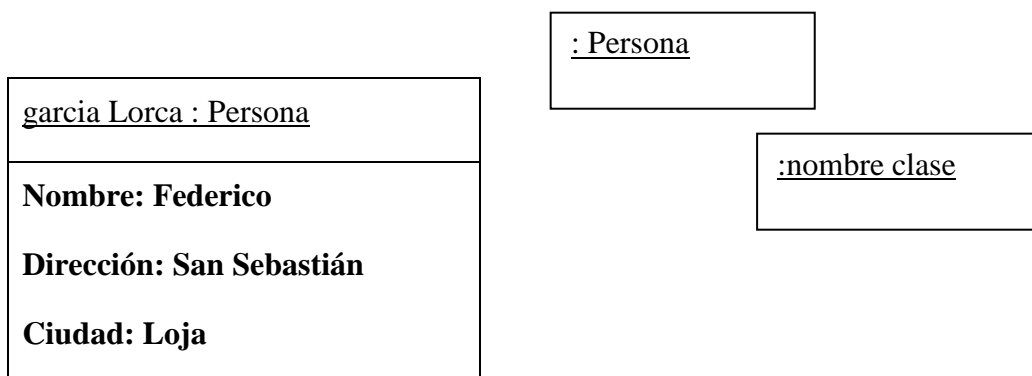 : Persona
garcia Lorca : Persona
:nombre clase
Nombre: Federico
Dirección: San Sebastián
Ciudad: Loja